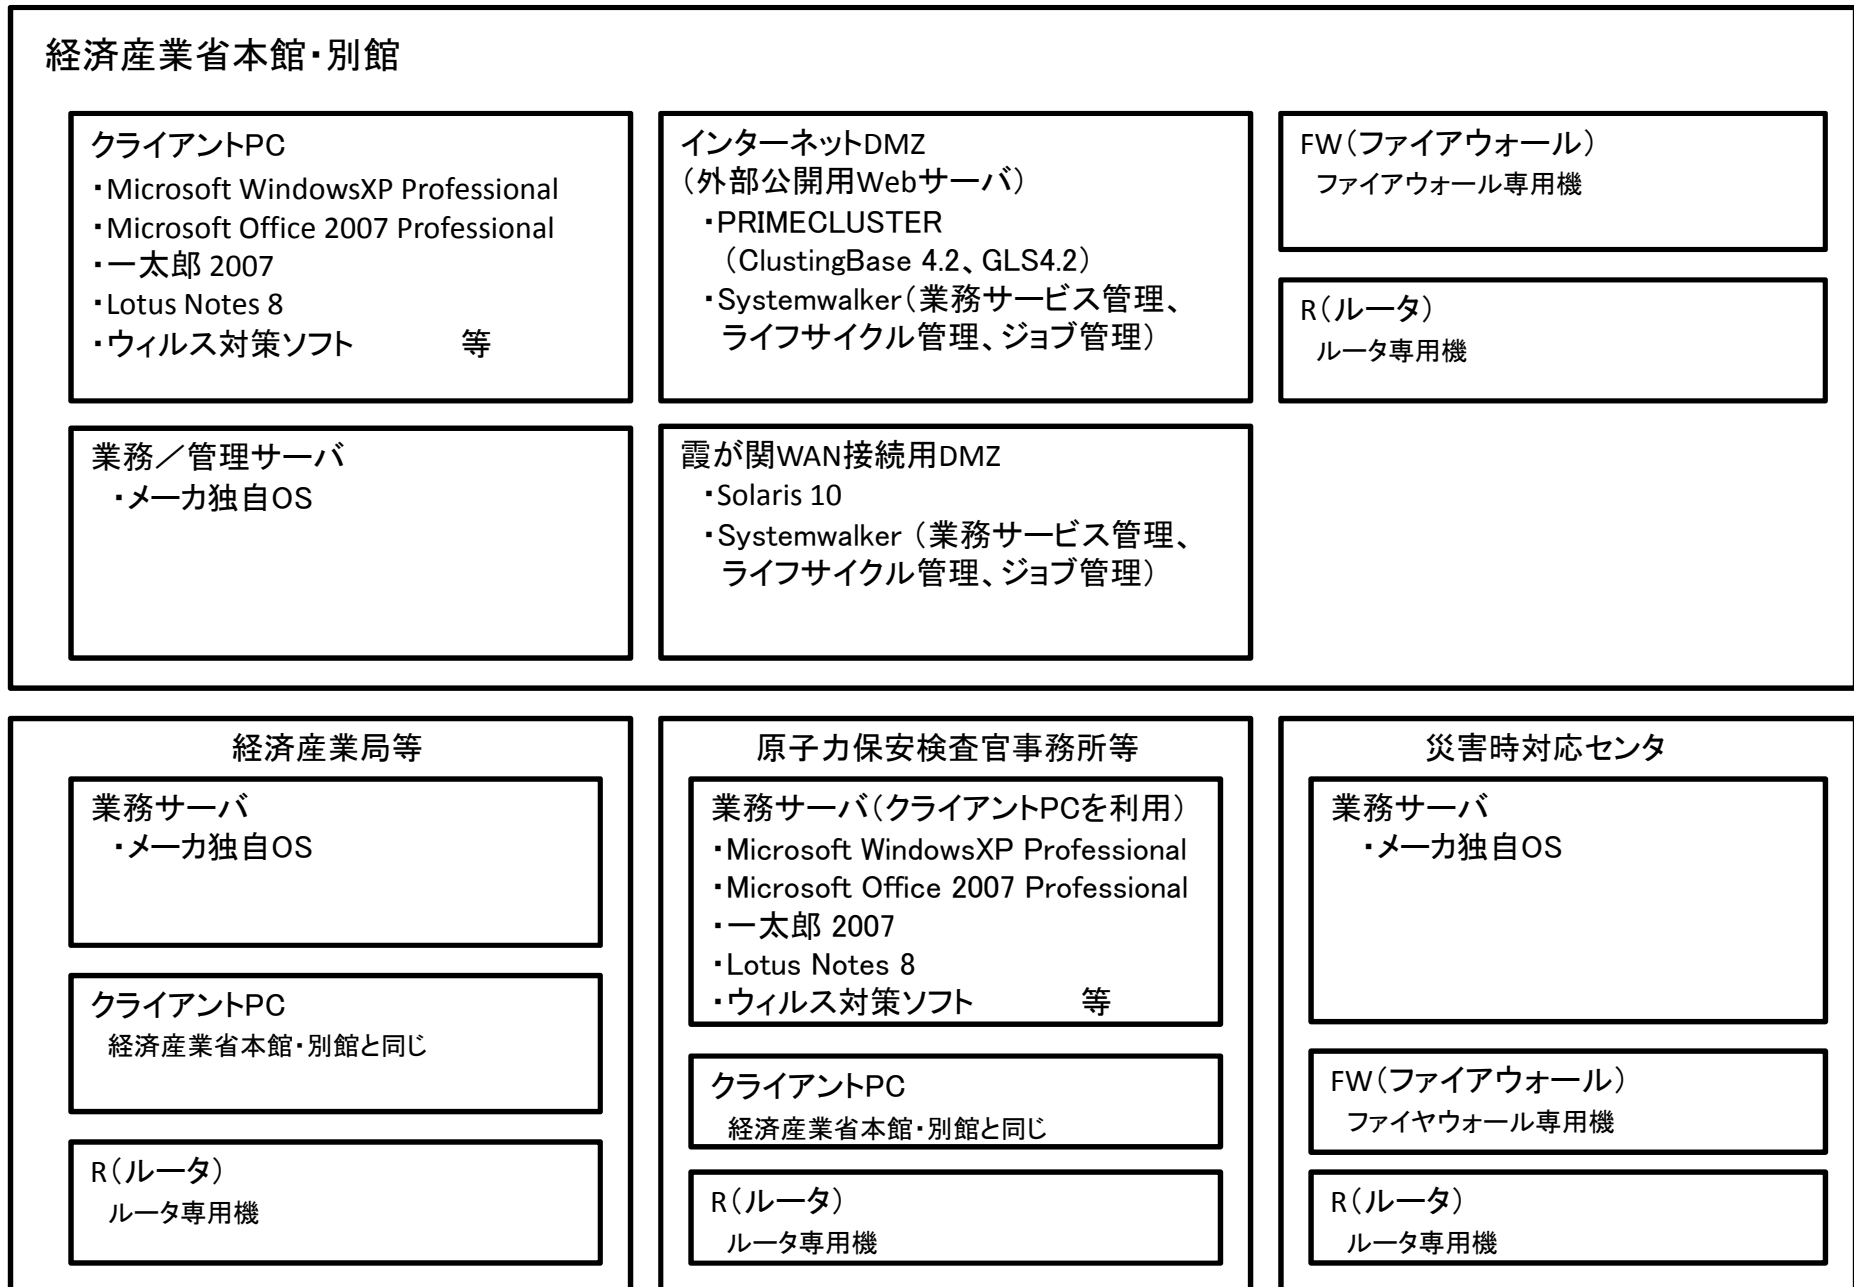 経済産業省本館・別館
クライアントPC
・Microsoft WindowsXP Professional
・Microsoft Office 2007 Professional
・一太郎 2007
・Lotus Notes 8
・ウィルス対策ソフト 等
インターネットDMZ
（外部公開用Webサーバ）
・PRIMECLUSTER
（ClustingBase 4.2、GLS4.2）
・Systemwalker（業務サービス管理、
ライフサイクル管理、ジョブ管理）
FW（ファイアウォール）
ファイアウォール専用機
R（ルータ）
ルータ専用機
業務／管理サーバ
・メーカ独自OS
霞が関WAN接続用DMZ
・Solaris 10
・Systemwalker （業務サービス管理、
ライフサイクル管理、ジョブ管理）
経済産業局等
業務サーバ
・メーカ独自OS
クライアントPC
経済産業省本館・別館と同じ
R（ルータ）
ルータ専用機
原子力保安検査官事務所等
業務サーバ（クライアントPCを利用）
・Microsoft WindowsXP Professional
・Microsoft Office 2007 Professional
・一太郎 2007
・Lotus Notes 8
・ウィルス対策ソフト 等
クライアントPC
経済産業省本館・別館と同じ
R（ルータ）
ルータ専用機
災害時対応センタ
業務サーバ
・メーカ独自OS
FW（ファイアウォール）
ファイヤウォール専用機
R（ルータ）
ルータ専用機